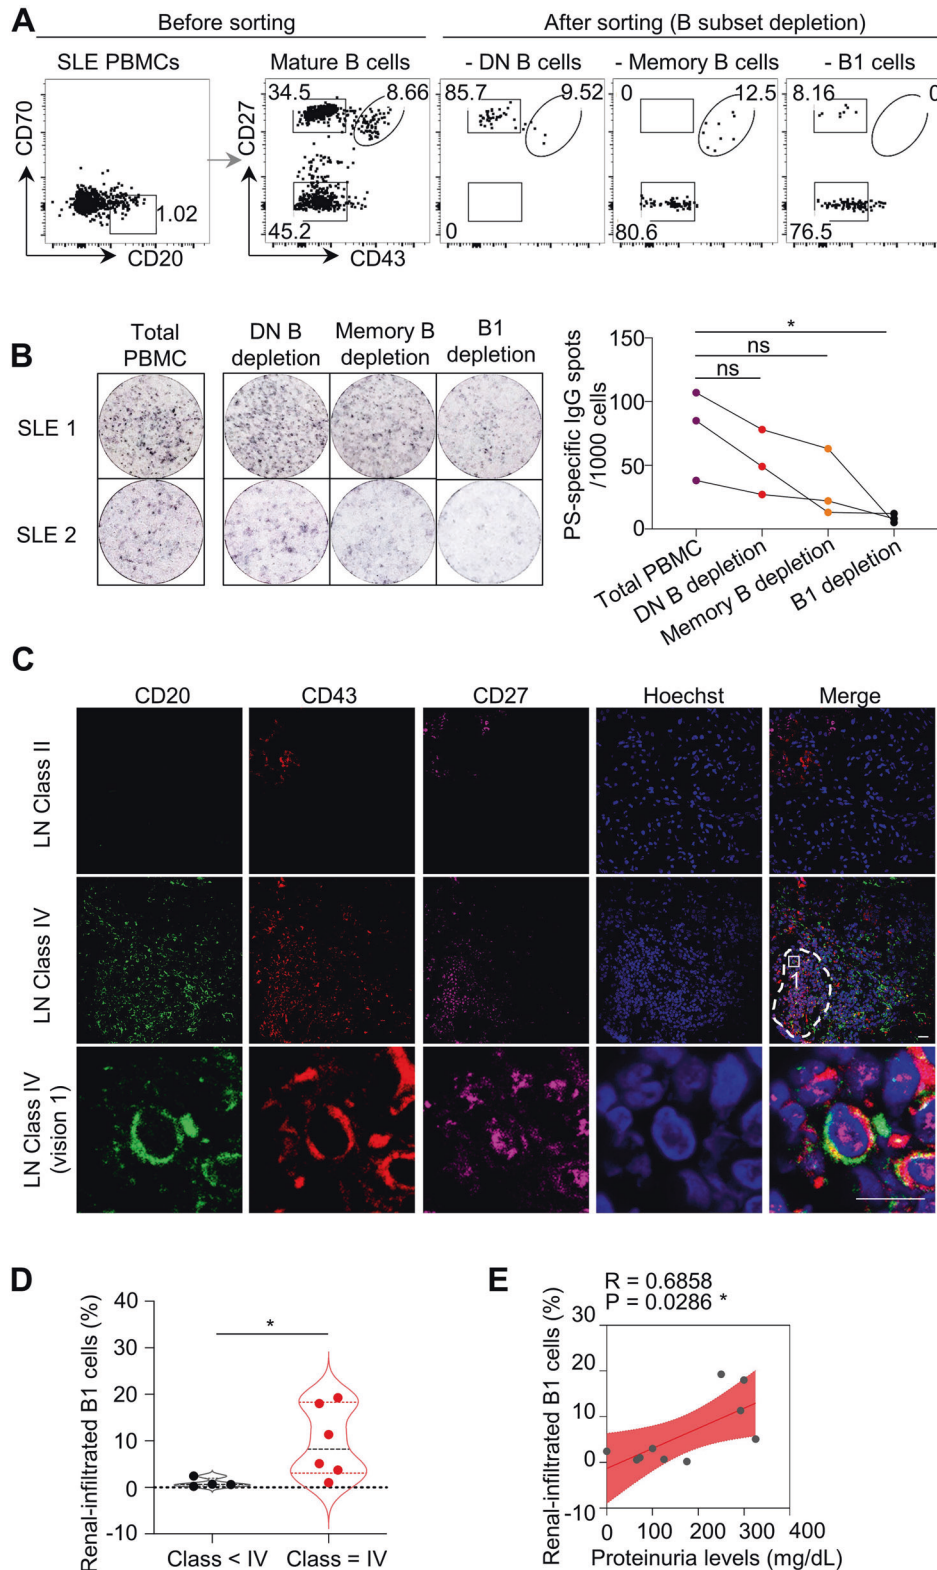 A
Before sorting
After sorting (B subset depletion)
SLE PBMCs
Mature B cells
- DN B cells
- Memory B cells
- B1 cells
CD70
1.02
CD20
CD27
34.5
8.66
45.2
CD43
85.7
9.52
0
0
12.5
80.6
8.16
0
76.5
B
Total PBMC
DN B depletion
Memory B depletion
B1 depletion
SLE 1
SLE 2
PS-specific IgG spots
/1000 cells
150
100
50
0
*
ns
ns
Total PBMC
DN B depletion
Memory B depletion
B1 depletion
C
CD20
CD43
CD27
Hoechst
Merge
LN Class II
LN Class IV
1
LN Class IV
(vision 1)
D
Renal-infiltrated B1 cells (%)
40
30
20
10
0
-10
*
Class < IV
Class = IV
E
R = 0.6858
P = 0.0286 *
Renal-infiltrated B1 cells (%)
30
20
10
0
-10
0
100
200
300
400
Proteinuria levels (mg/dL)